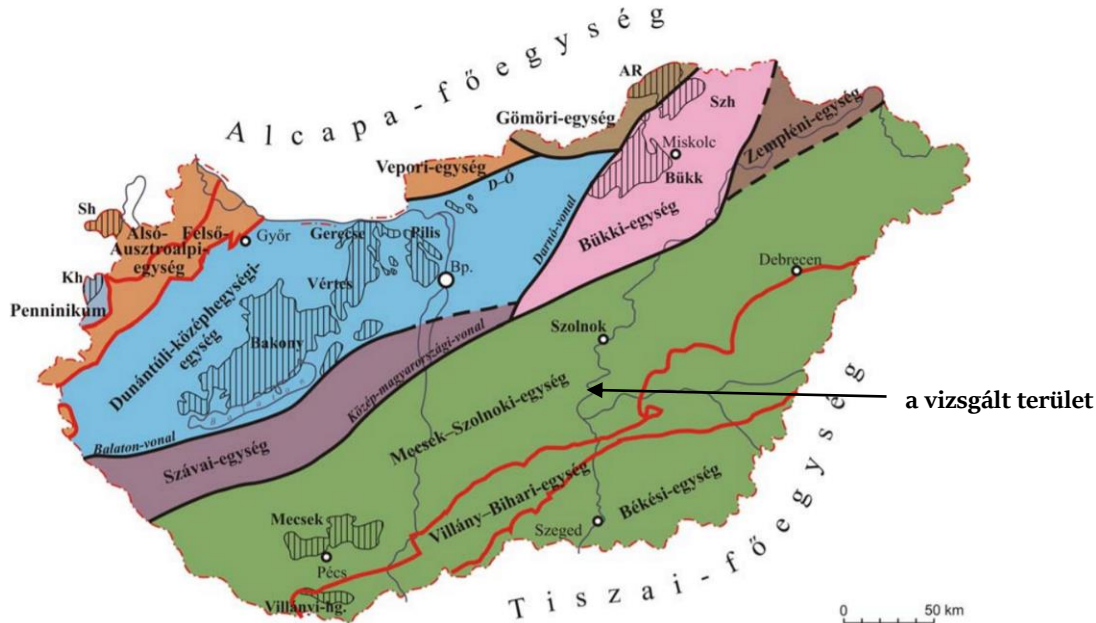 Alcapa-főegység
AR
Szh
Gömöri-egység
Zempléni-egység
Miskolc
Vepori-egység
Bükk
D-Ö
Sh
Alsó-
Felső-
Ausztroalpi-
egység
Győr
Gerecse
Pilis
Darnó-vonal
Bükki-egység
Debrecen
Kh
Bp.
Vértes
Penninikum
Dunántúli-középhegységi-
egység
Bakony
Szolnok
Balaton
Közép-magyarországi-vonal
Mecsek–Szolnoki-egység
a vizsgált terület
Balaton-vonal
Szávai-egység
Villány–Bihari-egység
Békési-egység
Mecsek
Szeged
Pécs
Villányi-hg.
Tiszai-főegység
0 50 km